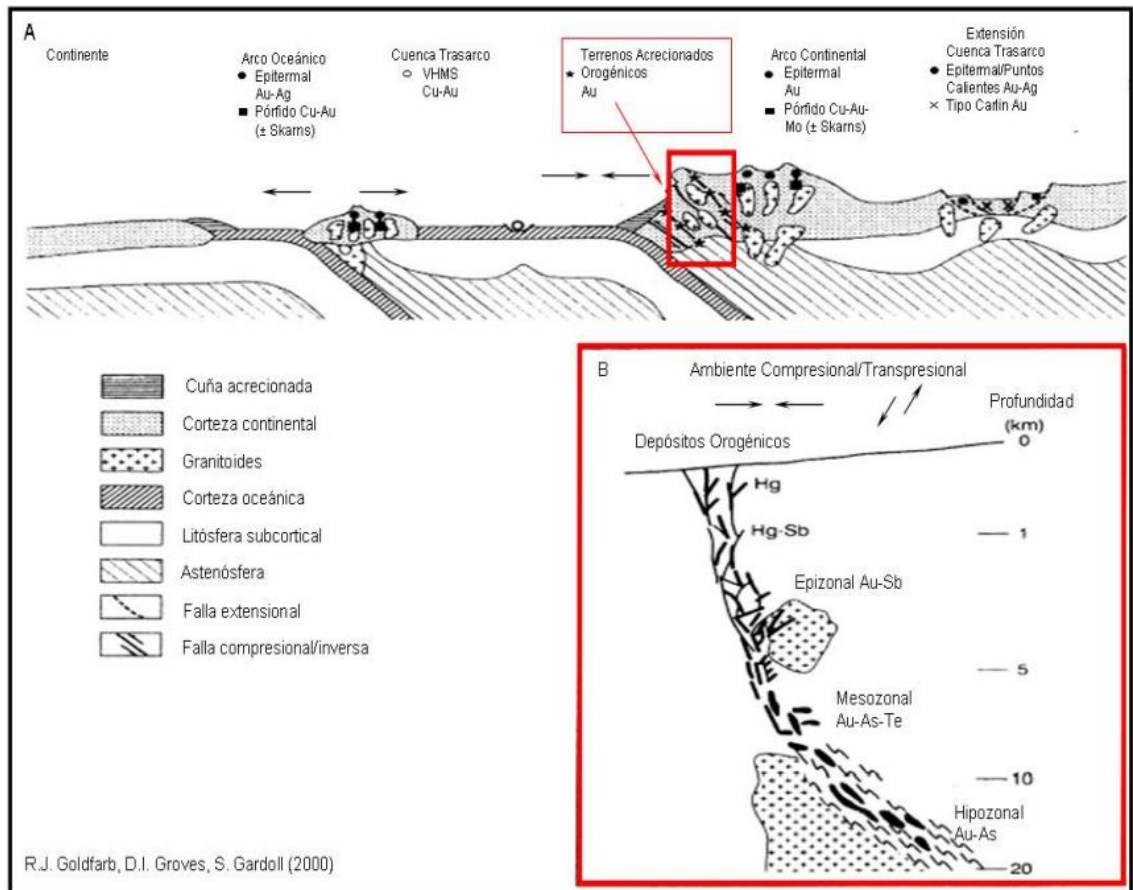 A
Continente
Arco Oceánico
Epitermal
Au-Ag
Pórfido Cu-Au
(± Skarns)
Cuenca Trasarco
VHMS
Cu-Au
Terrenos Acrecionados
Orogénicos
Au
Arco Continental
Epitermal
Au
Pórfido Cu-Au-
Mo (± Skarns)
Extensión
Cuenca Trasarco
Epitermal/Puntos
Calientes Au-Ag
Tipo Carlin Au
Cuña acrecionada
Corteza continental
Granitoides
Corteza oceánica
Litósfera subcortical
Astenósfera
Falla extensional
Falla compresional/inversa
R.J. Goldfarb, D.I. Groves, S. Gardoll (2000)
B
Ambiente Compresional/Transpresional
Profundidad
(km)
0
Depósitos Orogénicos
Hg
Hg-Sb
1
Epizonal Au-Sb
5
Mesozonal
Au-As-Te
10
Hipozonal
Au-As
20